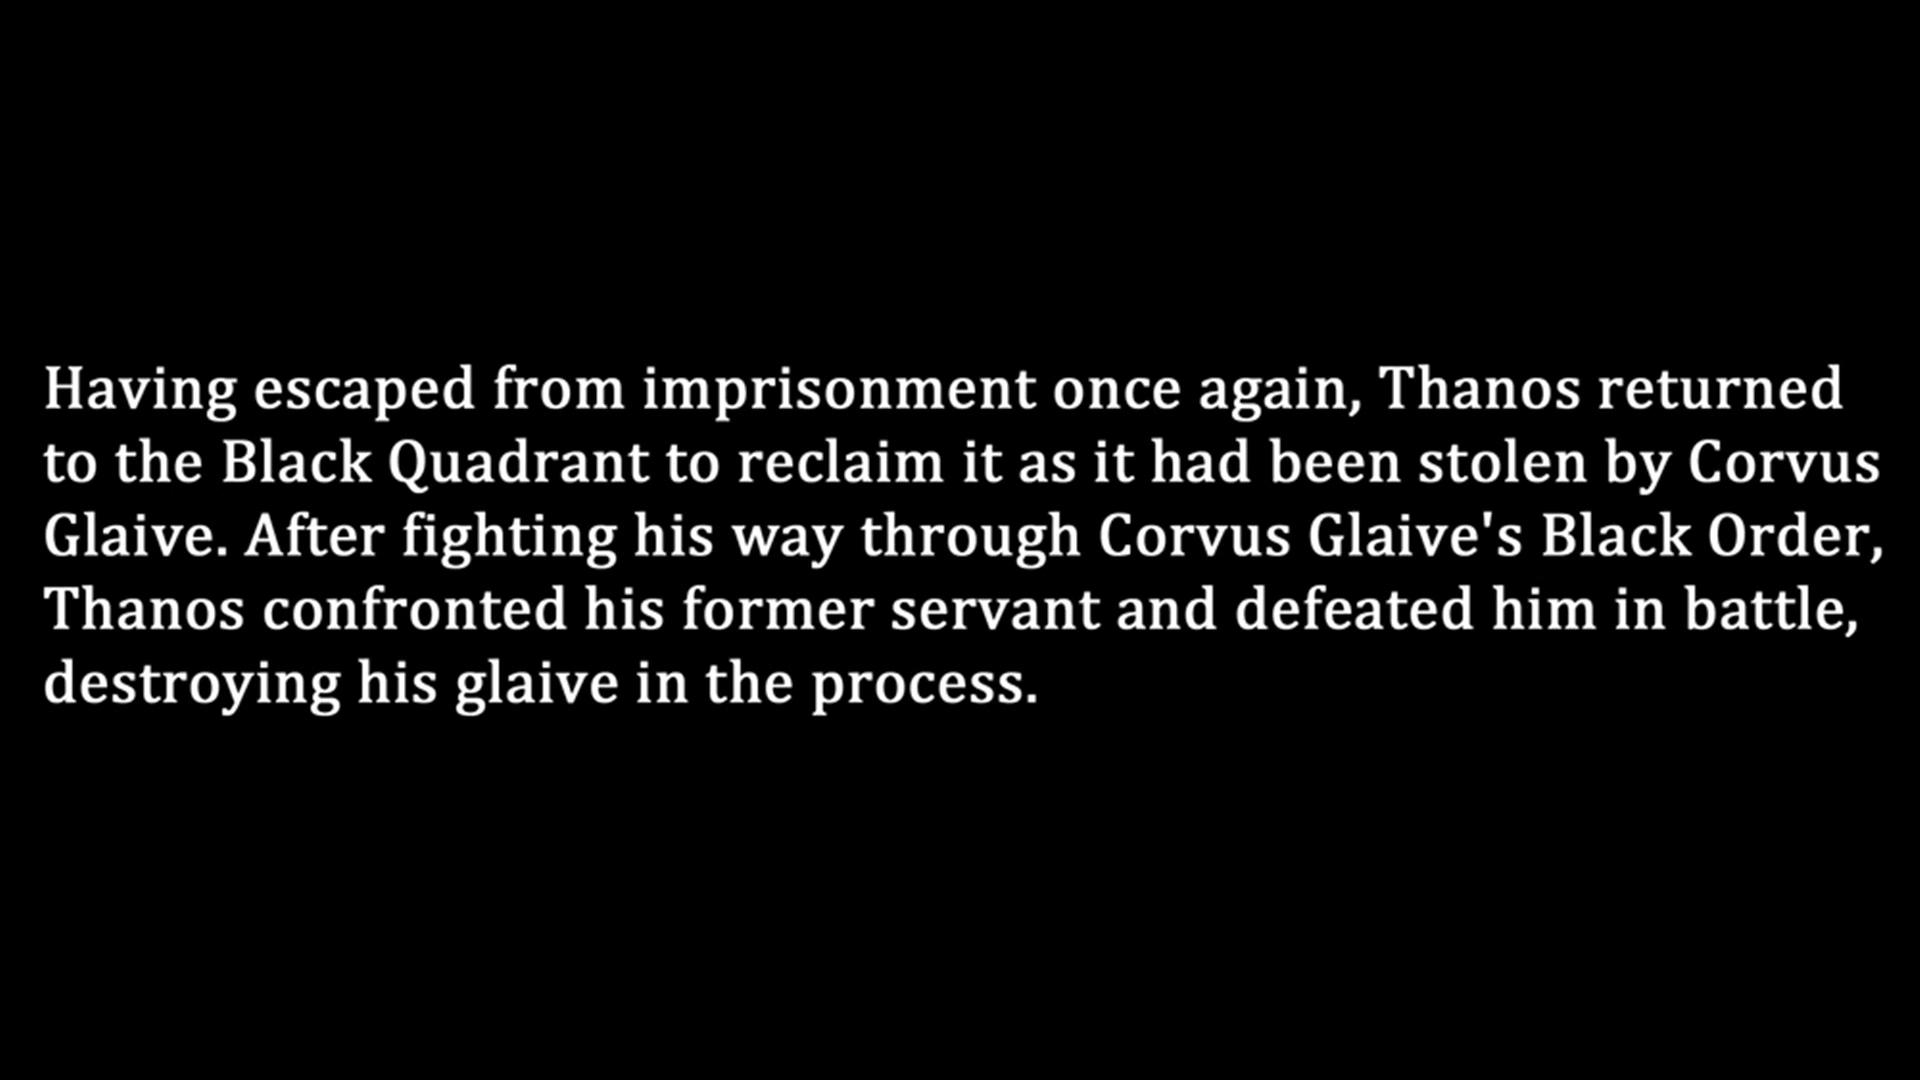 Having escaped from imprisonment once again, Thanos returned
to the Black Quadrant to reclaim it as it had been stolen by Corvus
Glaive. After fighting his way through Corvus Glaive's Black Order,
Thanos confronted his former servant and defeated him in battle,
destroying his glaive in the process.